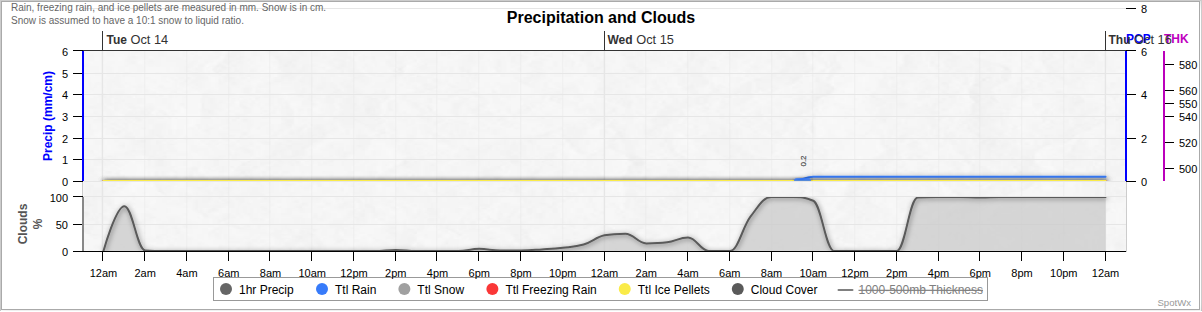 Rain, freezing rain, and ice pellets are measured in mm. Snow is in cm.
Snow is assumed to have a 10:1 snow to liquid ratio.
Precipitation and Clouds
Tue Oct 14
Wed Oct 15
Thu Oct 16
PCP
THK
Precip (mm/cm)
6
5
4
3
2
1
0
0.2
8
6
4
2
0
580
560
550
540
520
500
Clouds
%
100
50
0
12am 2am 4am 6am 8am 10am 12pm 2pm 4pm 6pm 8pm 10pm 12am 2am 4am 6am 8am 10am 12pm 2pm 4pm 6pm 8pm 10pm 12am
1hr Precip Ttl Rain Ttl Snow Ttl Freezing Rain Ttl Ice Pellets Cloud Cover 1000-500mb Thickness
SpotWx